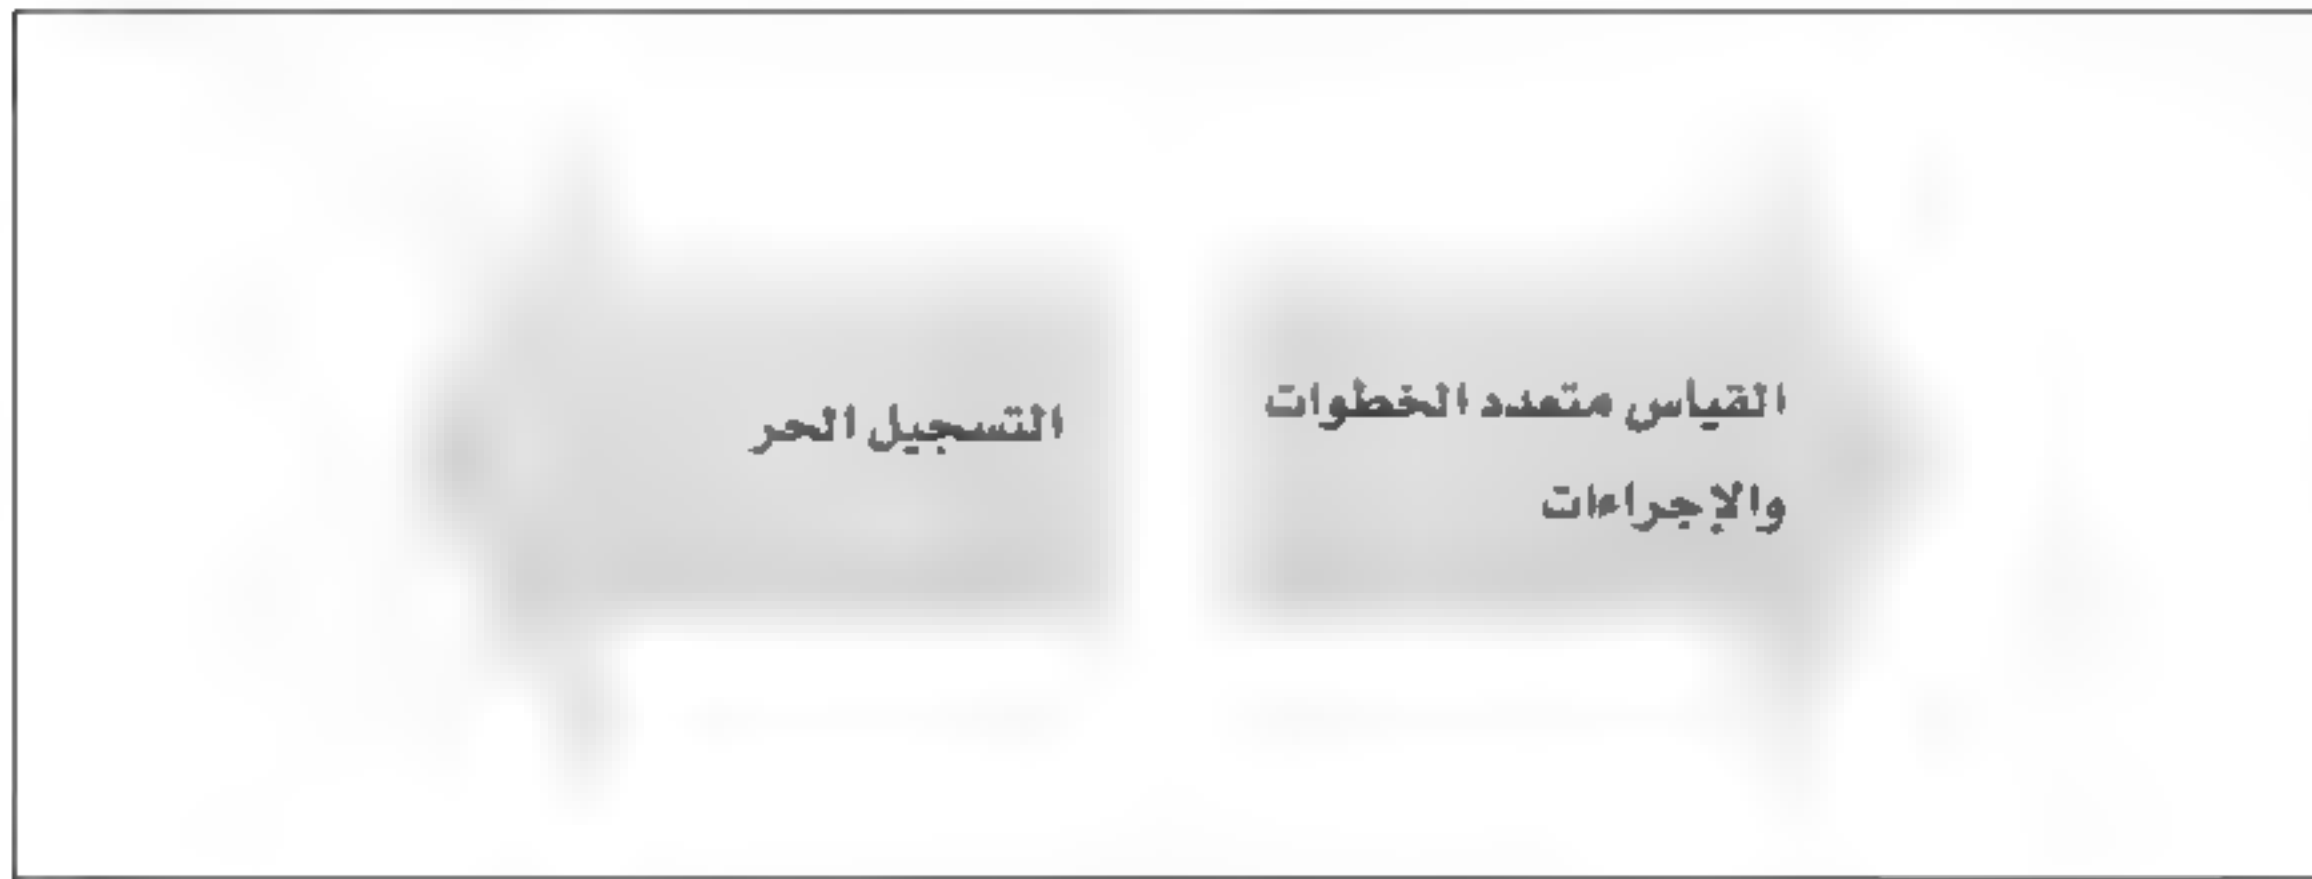 القياس متعدد الخطوات
والإجراءات
التسجيل الحر